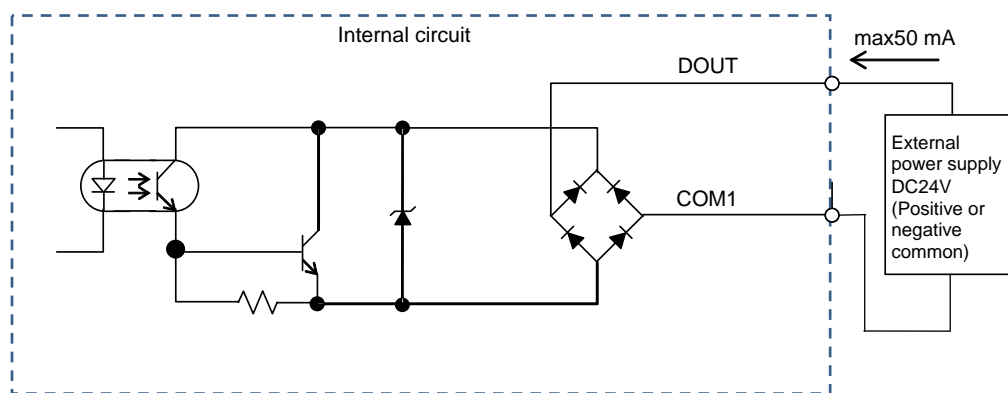 Internal circuit
max50 mA
DOUT
External
power supply
DC24V
(Positive or
negative
common)
COM1